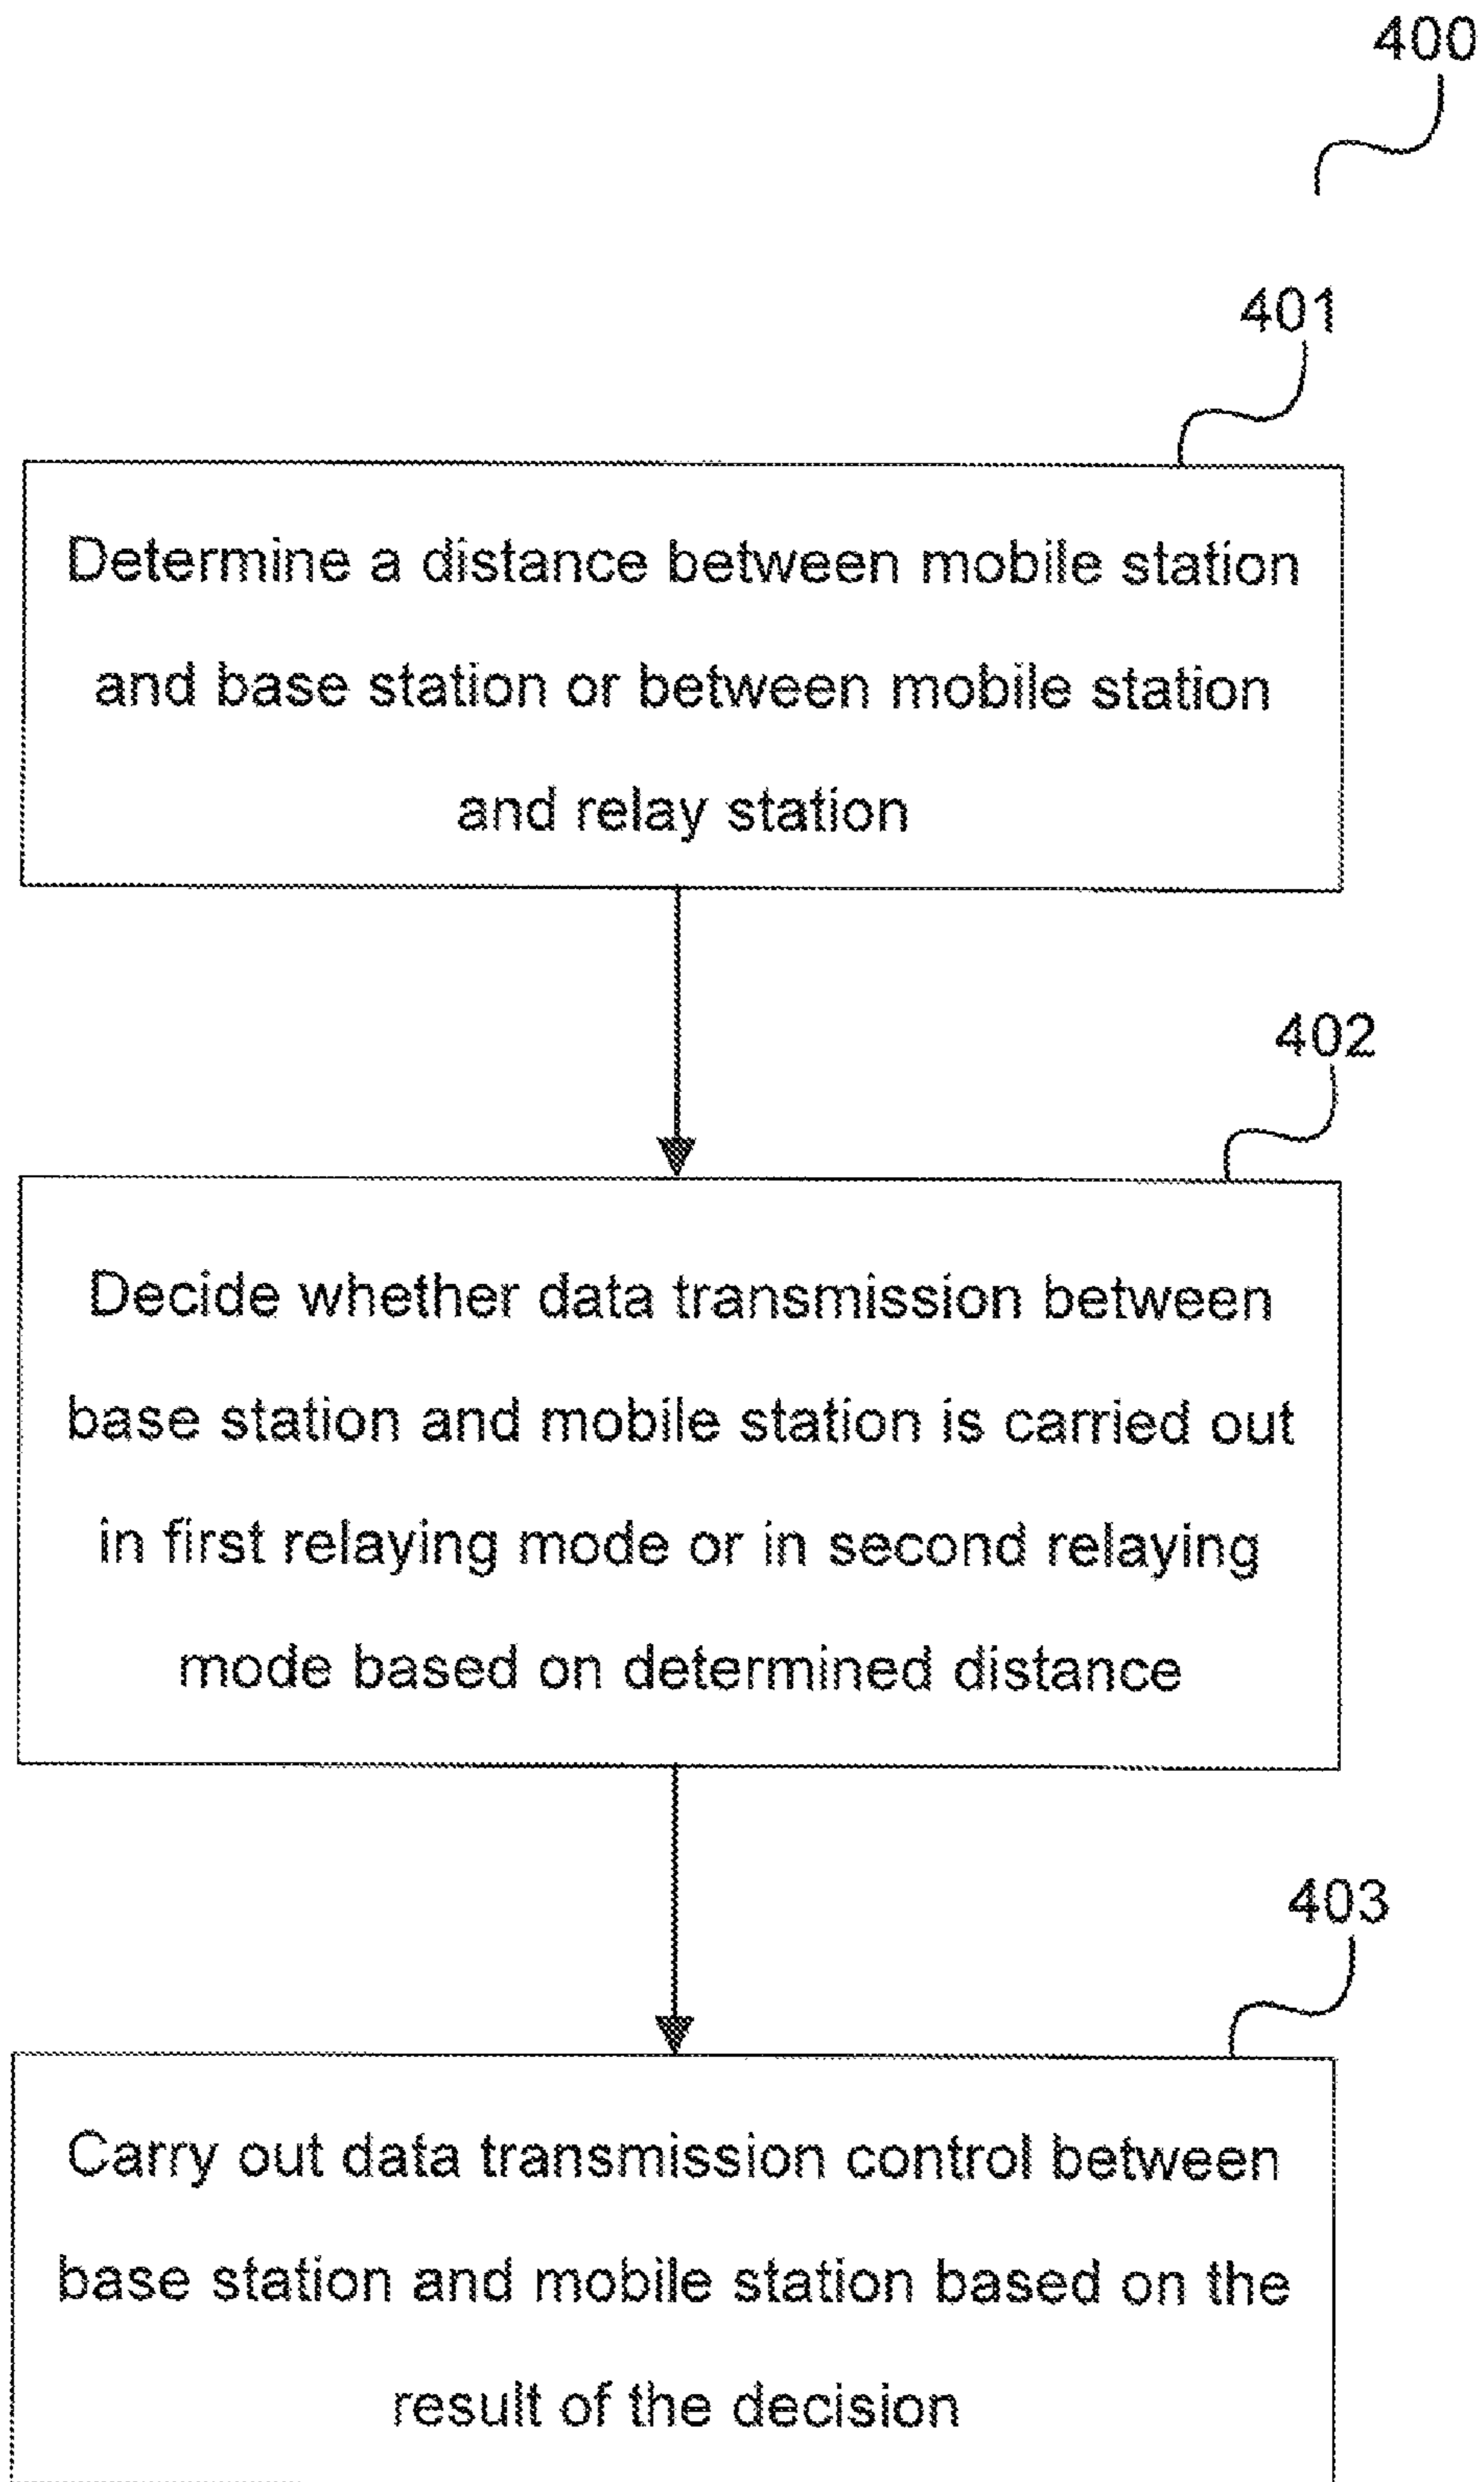 400
401
Determine a distance between mobile station
and base station or between mobile station
and relay station
402
Decide whether data transmission between
base station and mobile station is carried out
in first relaying mode or in second relaying
mode based on determined distance
403
Carry out data transmission control between
base station and mobile station based on the
result of the decision